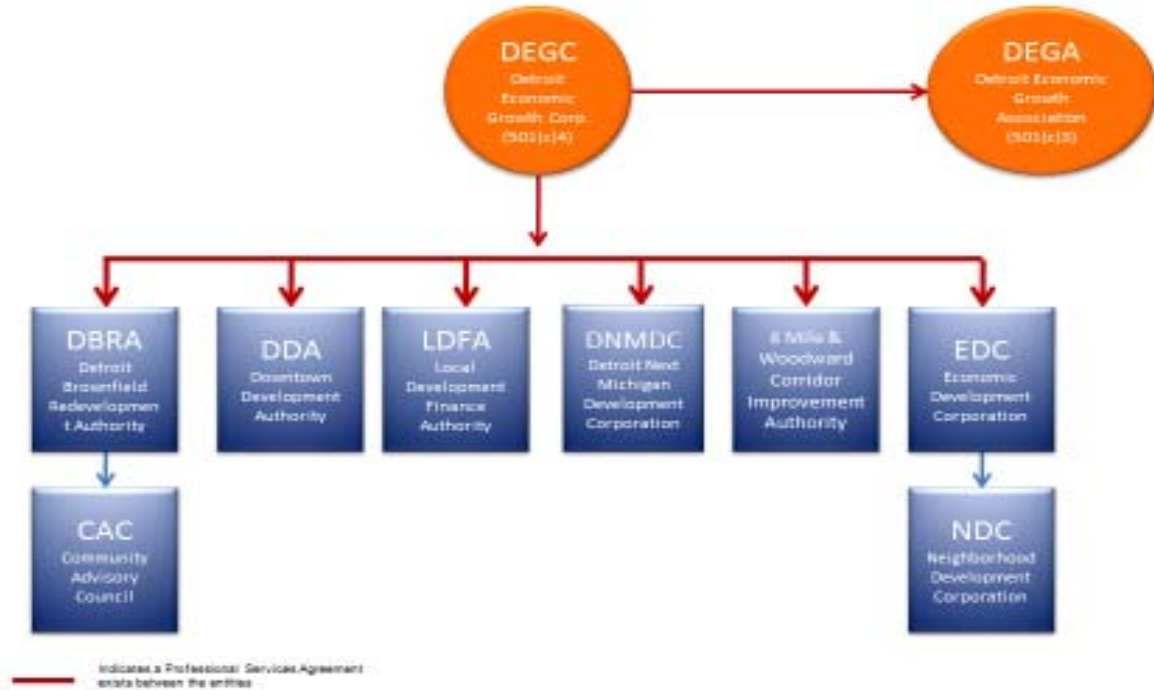 DEGC
Detroit
Economic
Growth Corp.
(501(c)4)
DEGA
Detroit Economic
Growth
Association
(501(c)3)
DBRA
Detroit
Brownfield
Redevelopmen
t Authority
DDA
Downtown
Development
Authority
LDFA
Local
Development
Finance
Authority
DNMDC
Detroit Next
Michigan
Development
Corporation
8 Mile &
Woodward
Corridor
Improvement
Authority
EDC
Economic
Development
Corporation
CAC
Community
Advisory
Council
NDC
Neighborhood
Development
Corporation
Indicates a Professional Services Agreement
exists between the entities